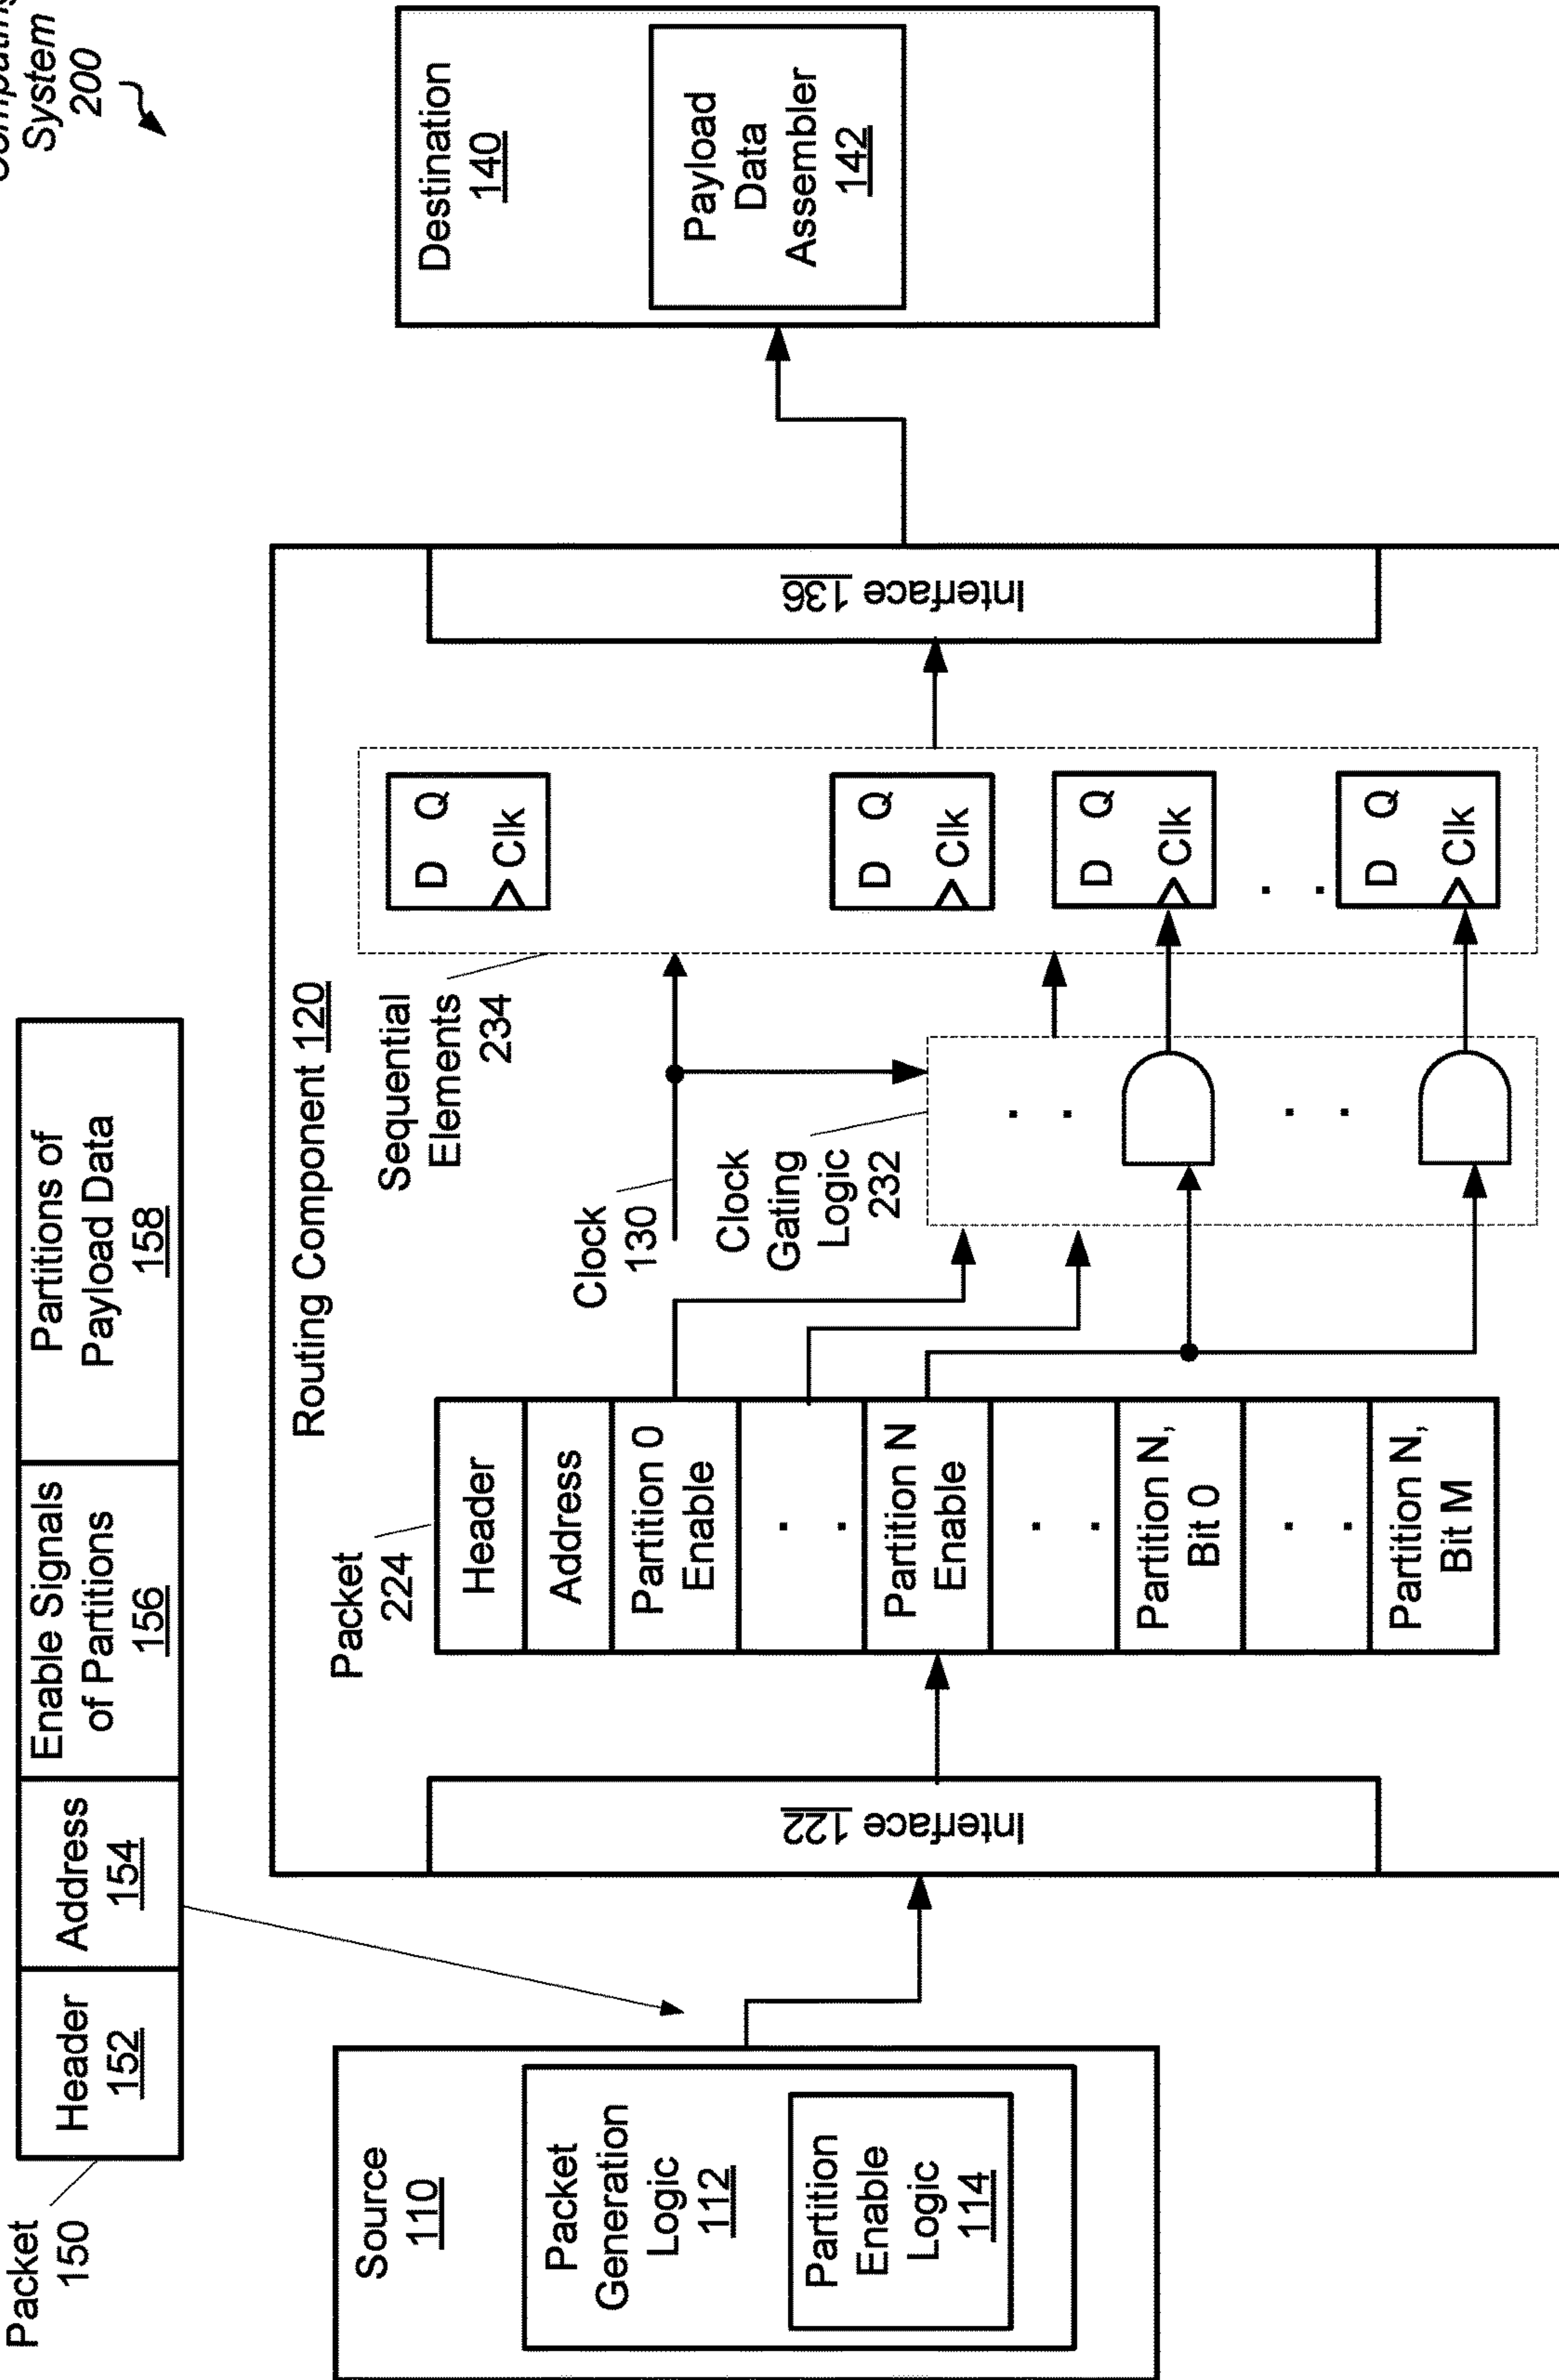 Packet
150
Header
152
Address
154
Enable Signals
of Partitions
156
Partitions of
Payload Data
158
System
200
Source
110
Packet
Generation
Logic
112
Partition
Enable
Logic
114
Routing Component 120
Interface 122
Packet
224
Header
Address
Partition 0
Enable
. .
Partition N
Enable
. .
Partition N,
Bit 0
. .
Partition N,
Bit M
Clock
130
Clock
Gating
Logic
232
. .
. .
Sequential
Elements
234
D Q
Clk
D Q
Clk
D Q
Clk
. .
D Q
Clk
Interface 136
Destination
140
Payload
Data
Assembler
142